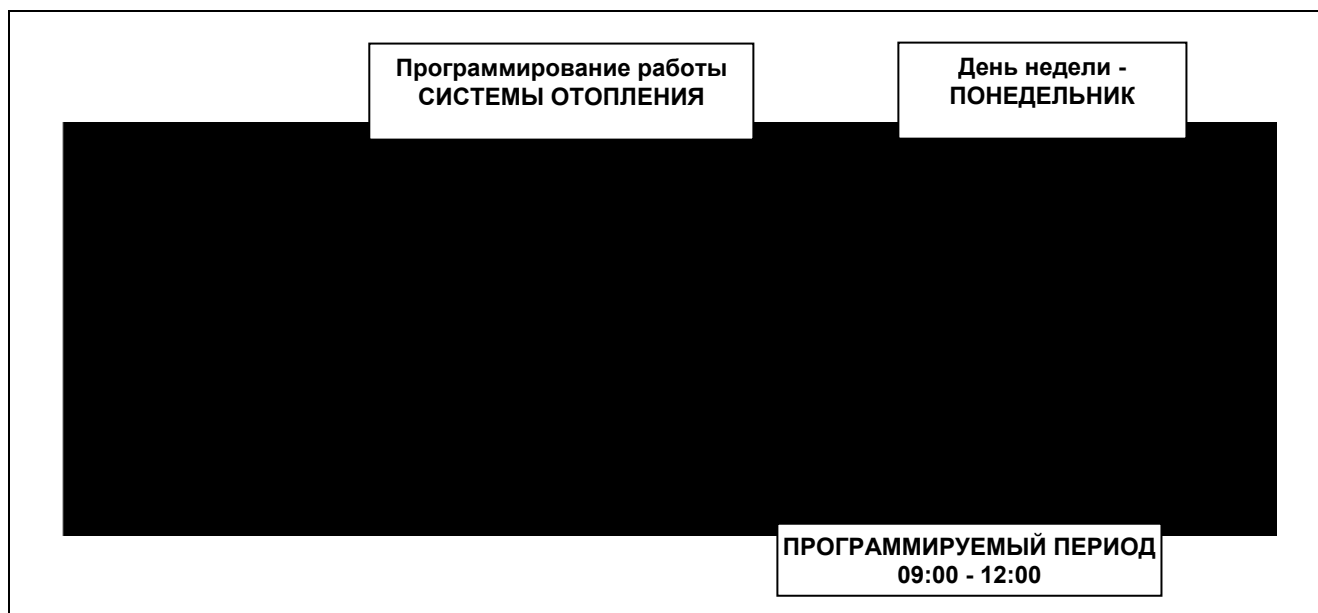 Программирование работы
СИСТЕМЫ ОТОПЛЕНИЯ
День недели -
ПОНЕДЕЛЬНИК
ПРОГРАММИРУЕМЫЙ ПЕРИОД
09:00 - 12:00